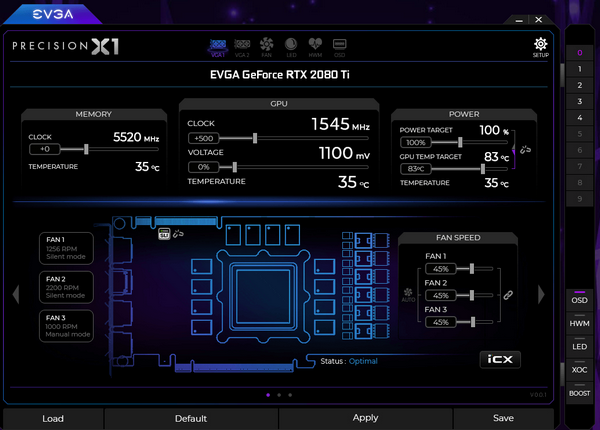 EVGA
PRECISION X1
VGA1
VGA 2
FAN
LED
HWM
OSD
SETUP
EVGA GeForce RTX 2080 Ti
MEMORY
CLOCK
5520 MHz
+0
TEMPERATURE
35 °C
GPU
CLOCK
1545 MHz
+500
VOLTAGE
1100 mV
0%
TEMPERATURE
35 °C
POWER
POWER TARGET
100 %
100%
GPU TEMP TARGET
83 °C
83°C
TEMPERATURE
35 °C
FAN 1
1256 RPM
Silent mode
FAN 2
2200 RPM
Silent mode
FAN 3
1000 RPM
Manual mode
SLI
Status : Optimal
FAN SPEED
AUTO
FAN 1
45%
FAN 2
45%
FAN 3
45%
iCX
V 0.0.1
Load
Default
Apply
Save
0
1
2
3
4
5
6
7
8
9
OSD
HWM
LED
XOC
BOOST